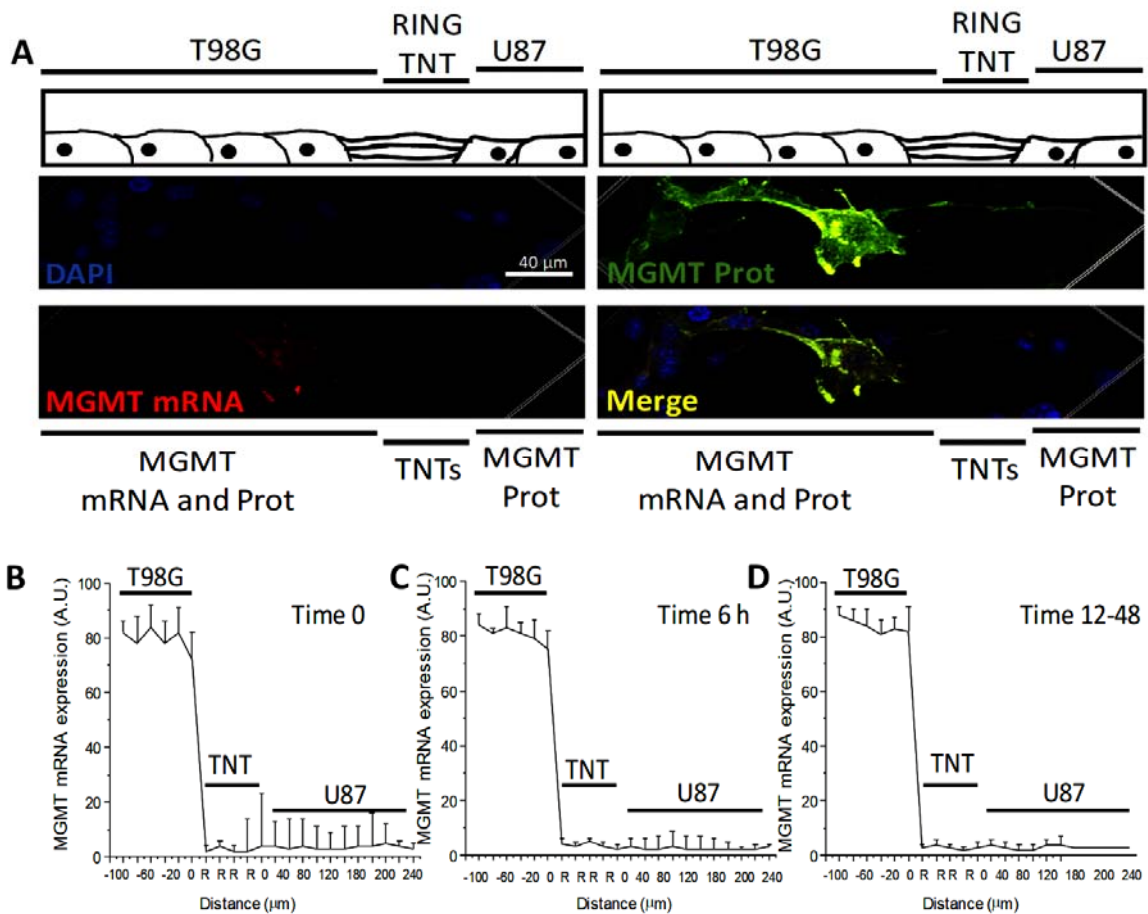 A
T98G
RING
TNT
U87
T98G
RING
TNT
U87
DAPI
40 μm
MGMT Prot
MGMT mRNA
Merge
MGMT
mRNA and Prot
TNTs
MGMT
Prot
MGMT
mRNA and Prot
TNTs
MGMT
Prot
B
T98G
Time 0
TNT
U87
MGMT mRNA expression (A.U.)
100
80
60
40
20
0
-100 -60 -20 0 R R R 0 40 80 120 160 200 240
Distance (μm)
C
T98G
Time 6 h
TNT
U87
MGMT mRNA expression (A.U.)
100
80
60
40
20
0
-100 -60 -20 0 R R R 0 40 80 120 160 200 240
Distance (μm)
D
T98G
Time 12-48
TNT
U87
MGMT mRNA expression (A.U.)
100
80
60
40
20
0
-100 -60 -20 0 R R R 0 40 80 120 160 200 240
Distance (μm)